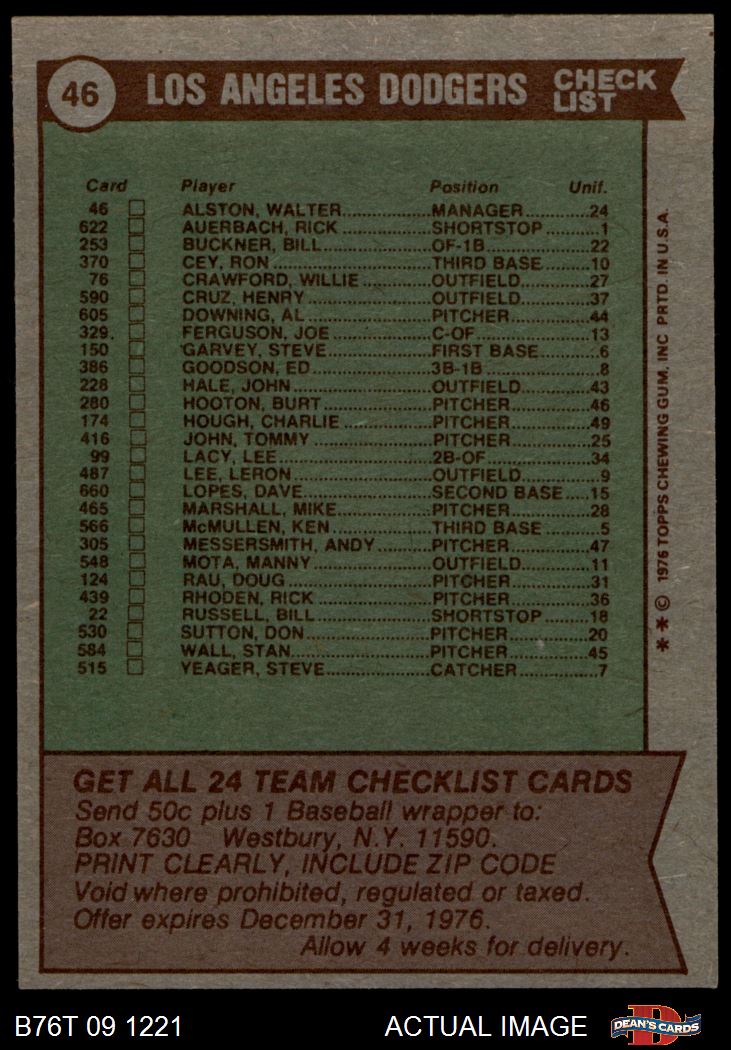 46 LOS ANGELES DODGERS CHECK LIST
Card Player Position Unif.
46 ALSTON, WALTER MANAGER 24
622 AUERBACH, RICK SHORTSTOP 1
253 BUCKNER, BILL OF-1B 22
370 CEY, RON THIRD BASE 10
76 CRAWFORD, WILLIE OUTFIELD 27
590 CRUZ, HENRY OUTFIELD 37
605 DOWNING, AL PITCHER 44
329 FERGUSON, JOE C-OF 13
150 GARVEY, STEVE FIRST BASE 6
386 GOODSON, ED 3B-1B 8
228 HALE, JOHN OUTFIELD 43
280 HOOTON, BURT PITCHER 46
174 HOUGH, CHARLIE PITCHER 49
416 JOHN, TOMMY PITCHER 25
99 LACY, LEE 2B-OF 34
487 LEE, LERON OUTFIELD 9
660 LOPES, DAVE SECOND BASE 15
465 MARSHALL, MIKE PITCHER 28
566 McMULLEN, KEN THIRD BASE 5
305 MESSERSMITH, ANDY PITCHER 47
548 MOTA, MANNY OUTFIELD 11
124 RAU, DOUG PITCHER 31
439 RHODEN, RICK PITCHER 36
22 RUSSELL, BILL SHORTSTOP 18
530 SUTTON, DON PITCHER 20
584 WALL, STAN PITCHER 45
515 YEAGER, STEVE CATCHER 7
**© 1976 TOPPS CHEWING GUM, INC PRTD. IN U.S.A.
GET ALL 24 TEAM CHECKLIST CARDS
Send 50c plus 1 Baseball wrapper to:
Box 7630 Westbury, N.Y. 11590.
PRINT CLEARLY, INCLUDE ZIP CODE
Void where prohibited, regulated or taxed.
Offer expires December 31, 1976.
Allow 4 weeks for delivery.
B76T 09 1221 ACTUAL IMAGE D DEAN'S CARDS